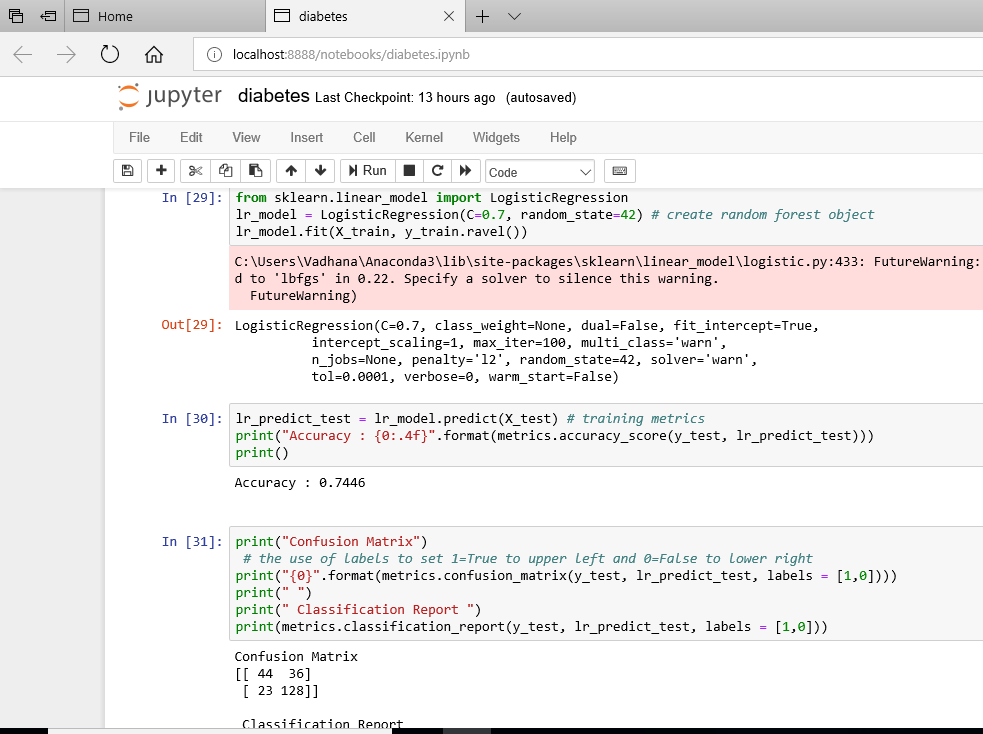 Home
diabetes
localhost:8888/notebooks/diabetes.ipynb
jupyter diabetes Last Checkpoint: 13 hours ago (autosaved)
File Edit View Insert Cell Kernel Widgets Help
Run Code
In [29]: from sklearn.linear_model import LogisticRegression
lr_model = LogisticRegression(C=0.7, random_state=42) # create random forest object
lr_model.fit(X_train, y_train.ravel())
C:\Users\Vadhana\Anaconda3\lib\site-packages\sklearn\linear_model\logistic.py:433: FutureWarning:
d to 'lbfgs' in 0.22. Specify a solver to silence this warning.
FutureWarning)
Out[29]: LogisticRegression(C=0.7, class_weight=None, dual=False, fit_intercept=True,
intercept_scaling=1, max_iter=100, multi_class='warn',
n_jobs=None, penalty='l2', random_state=42, solver='warn',
tol=0.0001, verbose=0, warm_start=False)
In [30]: lr_predict_test = lr_model.predict(X_test) # training metrics
print("Accuracy : {0:.4f}".format(metrics.accuracy_score(y_test, lr_predict_test)))
print()
Accuracy : 0.7446
In [31]: print("Confusion Matrix")
# the use of labels to set 1=True to upper left and 0=False to lower right
print("{0}".format(metrics.confusion_matrix(y_test, lr_predict_test, labels = [1,0])))
print(" ")
print(" Classification Report ")
print(metrics.classification_report(y_test, lr_predict_test, labels = [1,0]))
Confusion Matrix
[[ 44  36]
[ 23 128]]
Classification Report